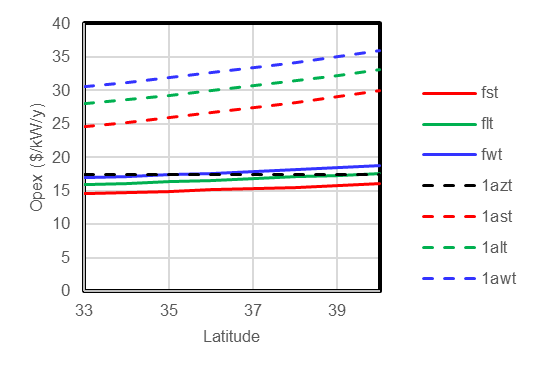 40
35
30
25
20
15
10
5
0
Opex ($/kW/y)
33
35
37
39
Latitude
fst
flt
fwt
1azt
1ast
1alt
1awt